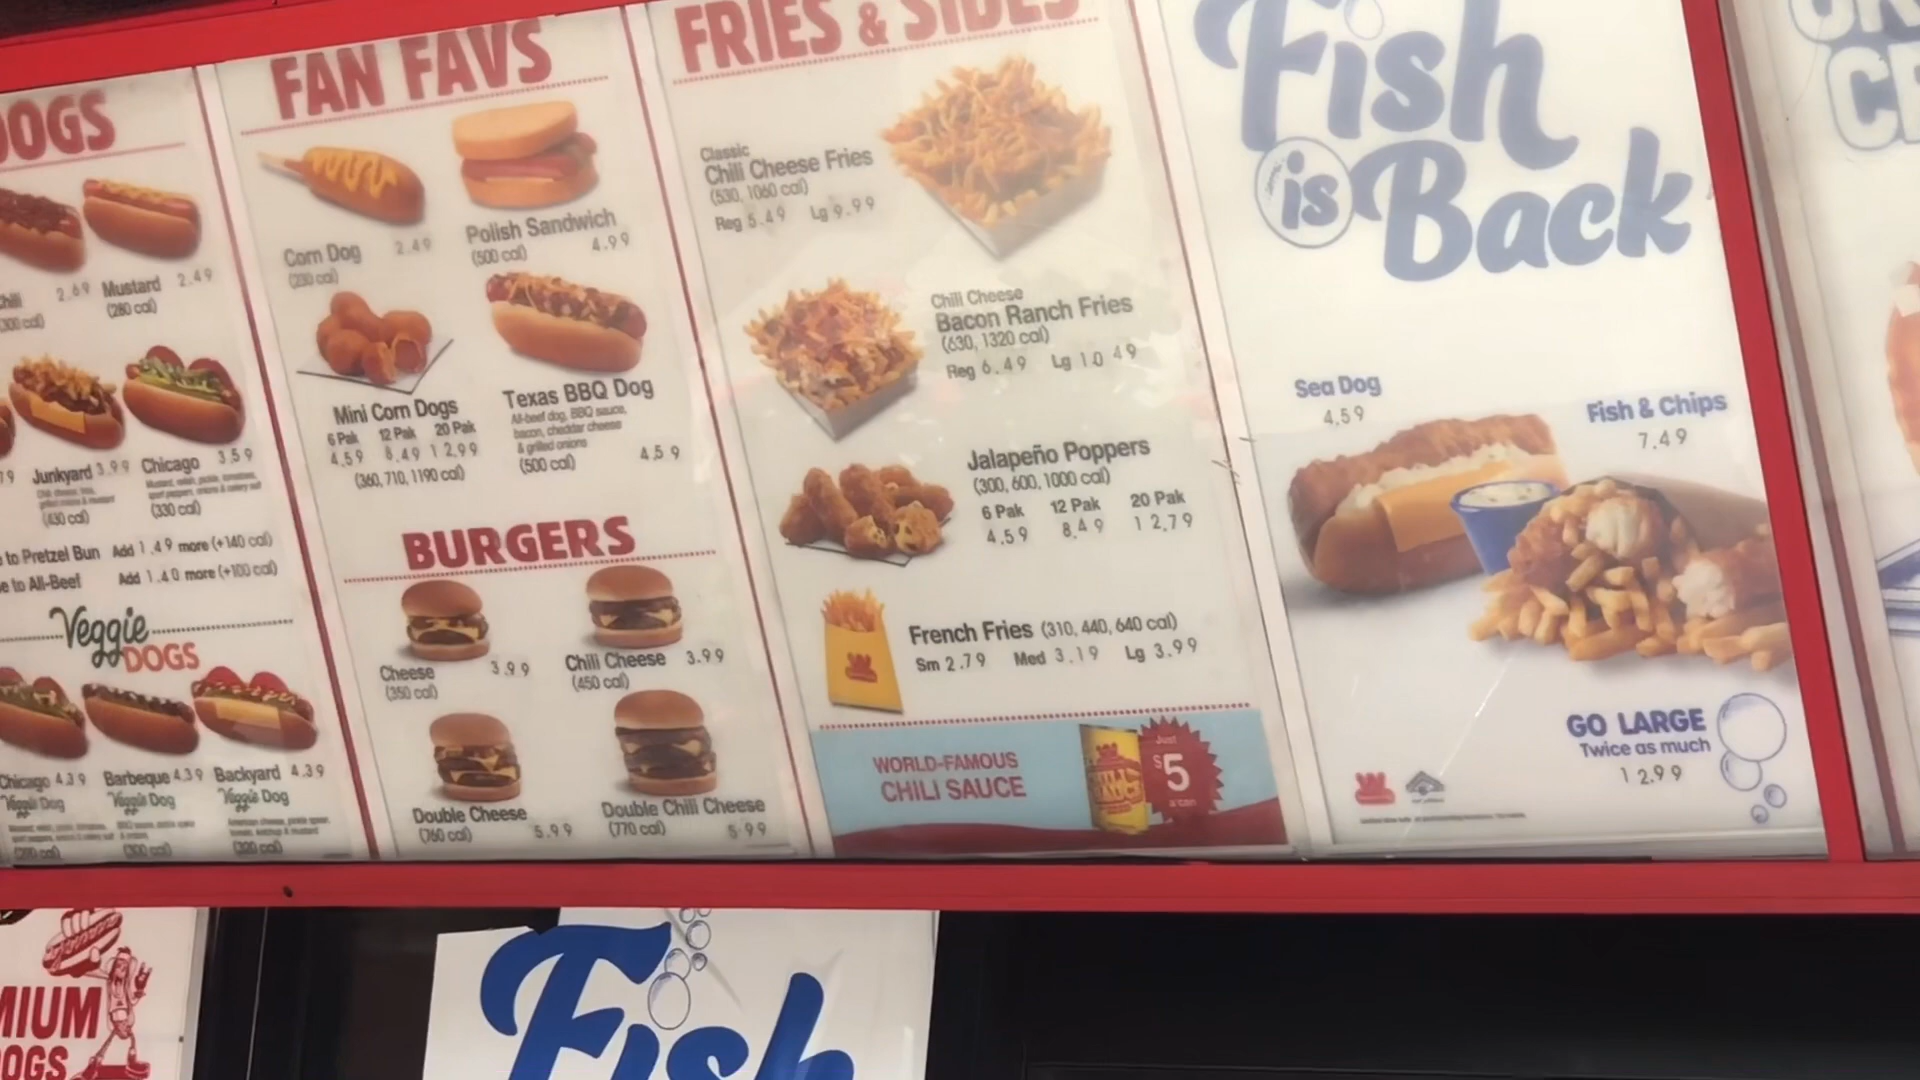 DOGS
2.69 Mustard 2.49
(280 cal)
Junkyard 3.99 Chicago 3.59
(430 cal)
(330 cal)
to Pretzel Bun Add 1.49 more (+140 cal)
to All-Beef Add 1.40 more (+100 cal)
Veggie
DOGS
Chicago 4.39 Barbeque 4.39 Backyard 4.39
Veggie Dog Veggie Dog Veggie Dog
(300 cal)
(320 cal)
FAN FAVS
Corn Dog 2.49
Polish Sandwich
(500 cal) 4.99
Mini Corn Dogs
6 Pak 12 Pak 20 Pak
4.59 8.49 12.99
(360, 710, 1190 cal)
Texas BBQ Dog
All-beef dog, BBQ sauce,
bacon, cheddar cheese
& grilled onions
(500 cal) 4.59
BURGERS
Cheese 3.99
(350 cal)
Chili Cheese 3.99
(450 cal)
Double Cheese
(760 cal) 5.99
Double Chili Cheese
(770 cal) 5.99
FRIES & SIDES
Classic
Chili Cheese Fries
(530, 1060 cal)
Reg Lg 9.99
Chili Cheese
Bacon Ranch Fries
(630, 1320 cal)
Reg 6.49 Lg 10.49
Jalapeño Poppers
(300, 600, 1000 cal)
6 Pak 12 Pak 20 Pak
4.59 8.49 12.79
French Fries (310, 440, 640 cal)
Sm 2.79 Med 3.19 Lg 3.99
WORLD-FAMOUS
CHILI SAUCE
Just
$5
a can
Fish
is
Back
Sea Dog
4.59
Fish & Chips
7.49
GO LARGE
Twice as much
12.99
MIUM
OGS
Fish